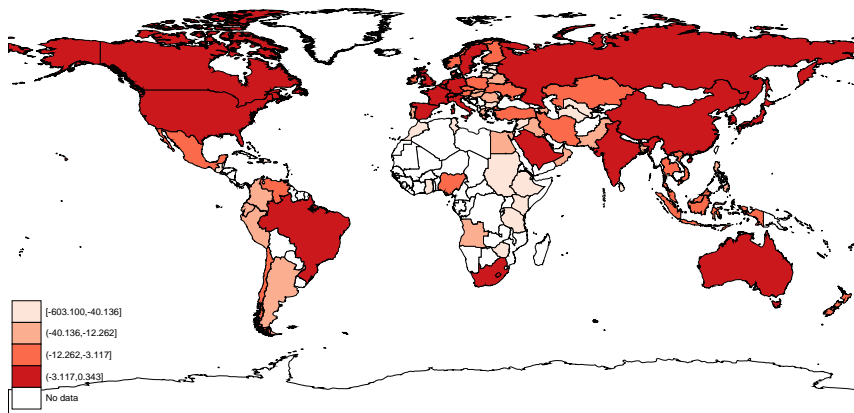 [-603.100,-40.136]
(-40.136,-12.262]
(-12.262,-3.117]
(-3.117,0.343]
No data